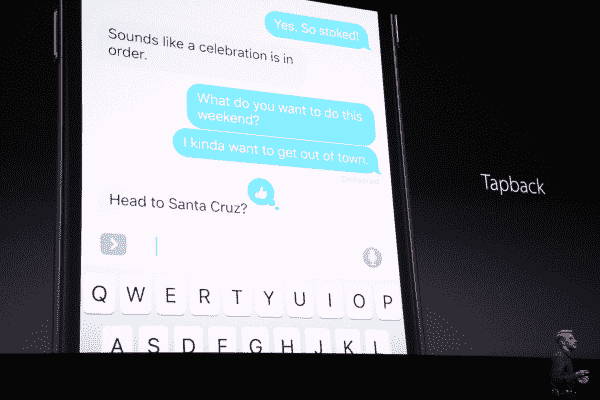 Yes. So stoked!
Sounds like a celebration is in
order.
What do you want to do this
weekend?
I kinda want to get out of town.
Delivered
Head to Santa Cruz?
Tapback
Q W E R T Y U I O P
A S D F G H J K L